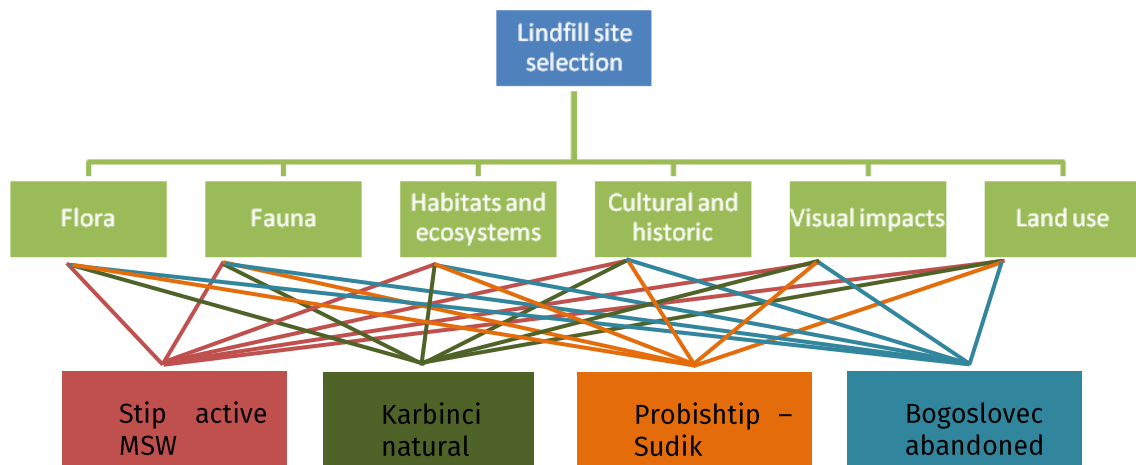 Lindfill site
selection
Flora
Fauna
Habitats and
ecosystems
Cultural and
historic
Visual impacts
Land use
Stip active
MSW
Karbinci
natural
Probishtip –
Sudik
Bogoslovec
abandoned